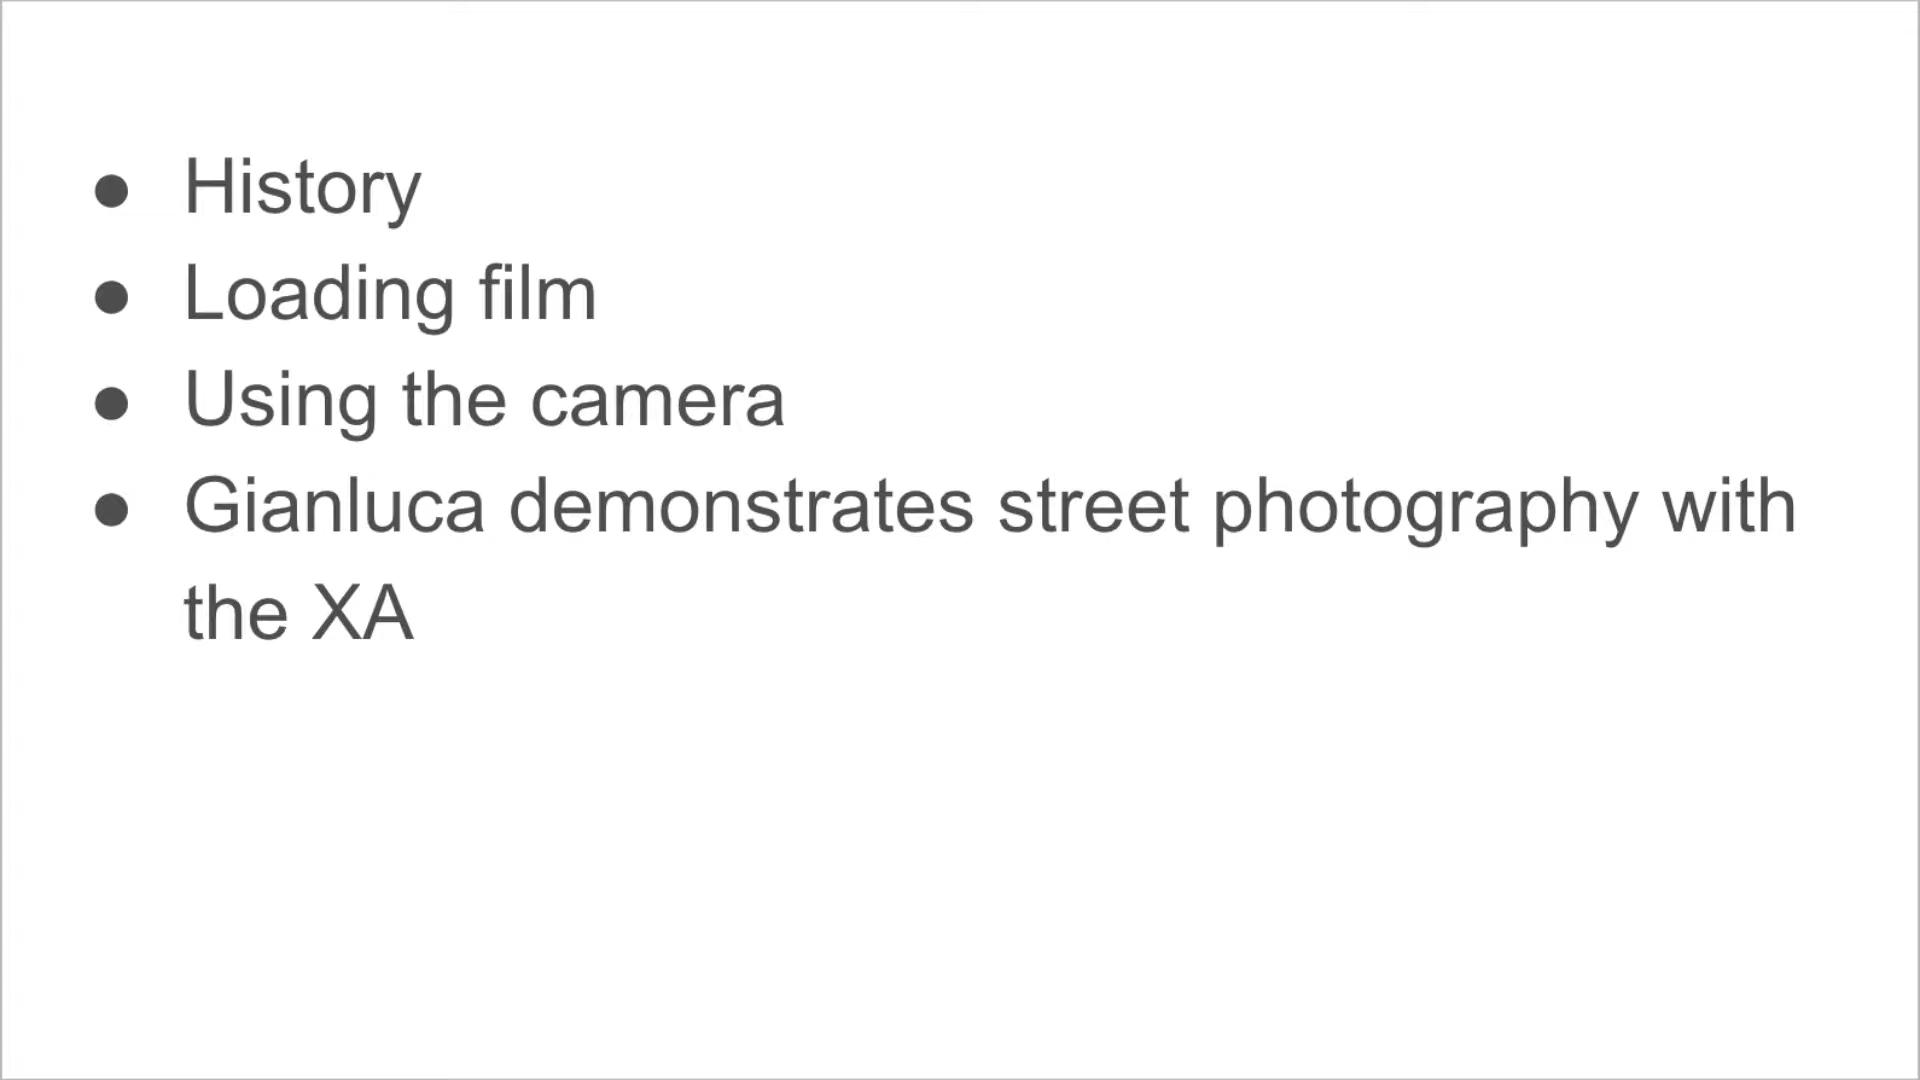 ● History
● Loading film
● Using the camera
● Gianluca demonstrates street photography with
the XA